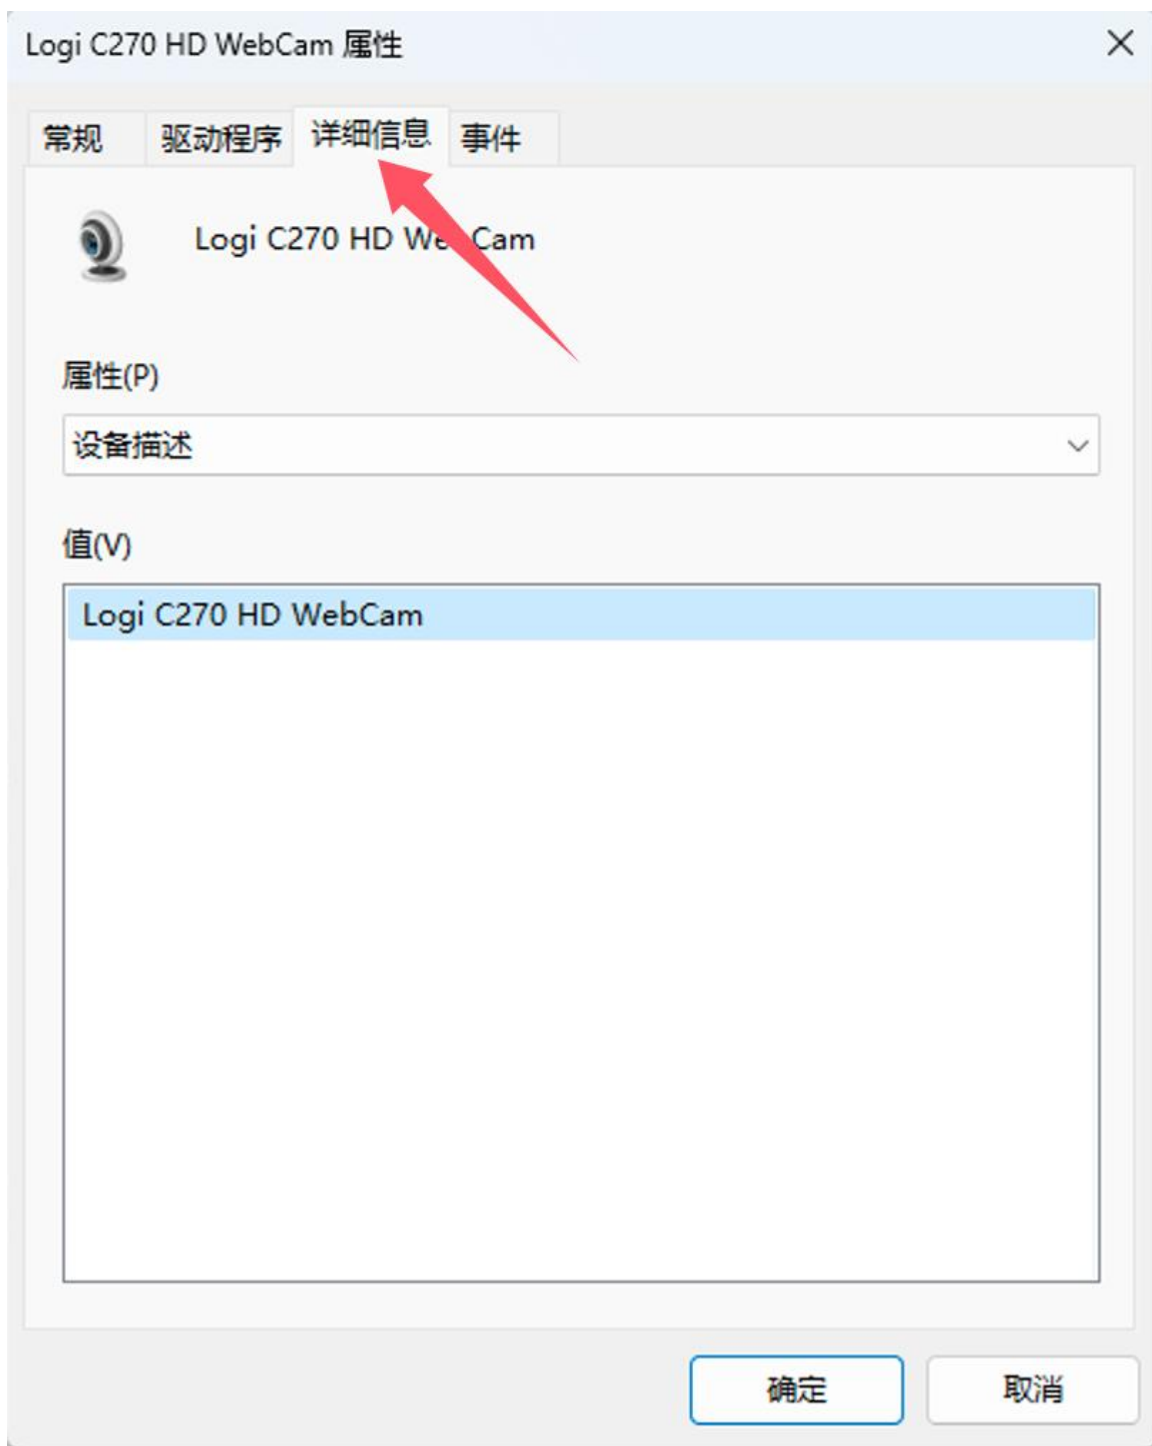 Logi C270 HD WebCam 属性
常规 驱动程序 详细信息 事件
Logi C270 HD We Cam
属性(P)
设备描述
值(V)
Logi C270 HD WebCam
确定 取消